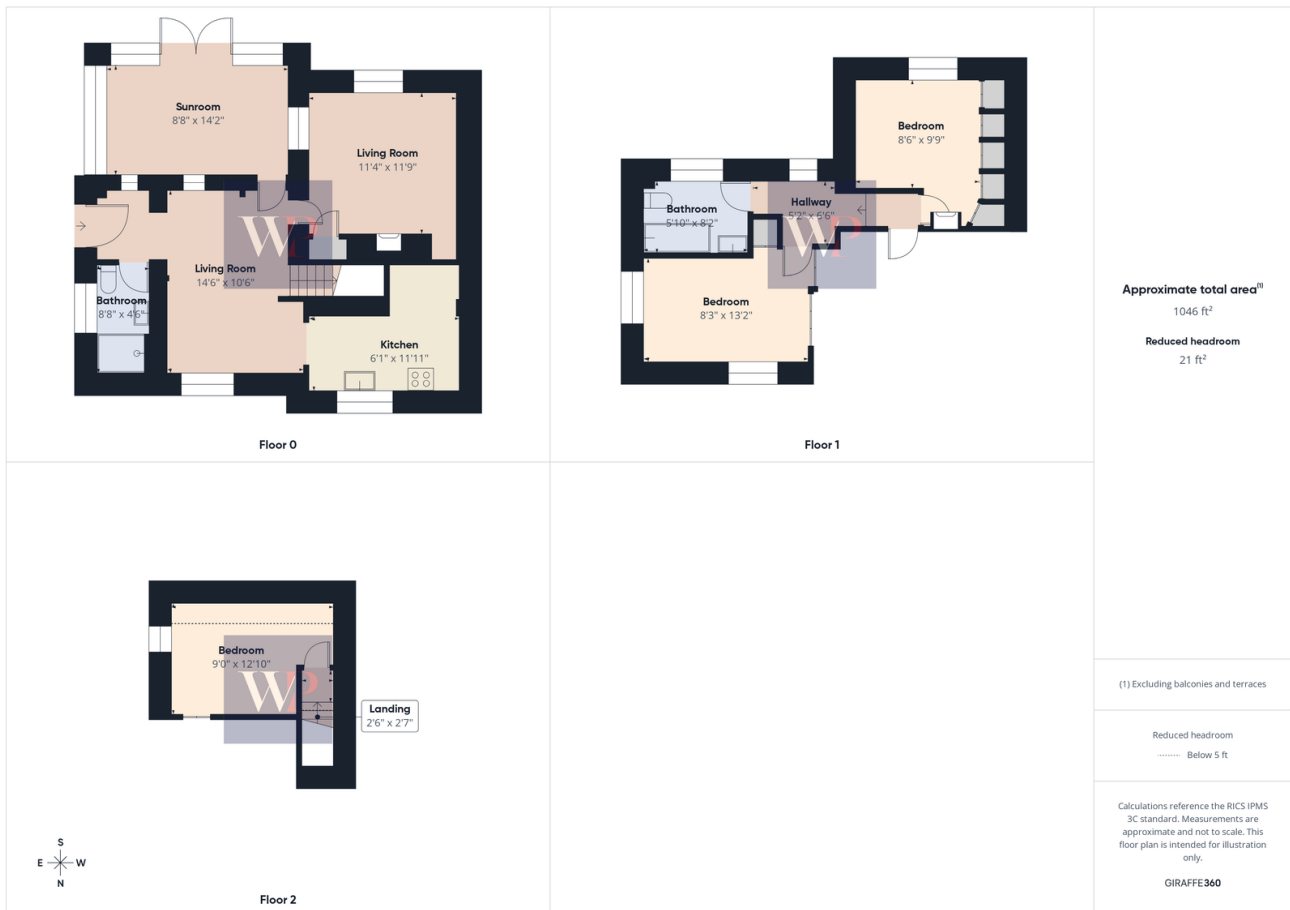 Sunroom
8'8" x 14'2"
Living Room
11'4" x 11'9"
Living Room
14'6" x 10'6"
Bathroom
8'8" x 4'6"
Kitchen
6'1" x 11'11"
WP
Floor 0
Bedroom
8'6" x 9'9"
Bathroom
5'10" x 8'2"
Hallway
5'2" x 6'6"
WP
Bedroom
8'3" x 13'2"
Floor 1
Bedroom
9'0" x 12'10"
WP
Landing
2'6" x 2'7"
S
E W
N
Floor 2
Approximate total area(1)
1046 ft²
Reduced headroom
21 ft²
(1) Excluding balconies and terraces
Reduced headroom
Below 5 ft
Calculations reference the RICS IPMS
3C standard. Measurements are
approximate and not to scale. This
floor plan is intended for illustration
only.
GIRAFFE360